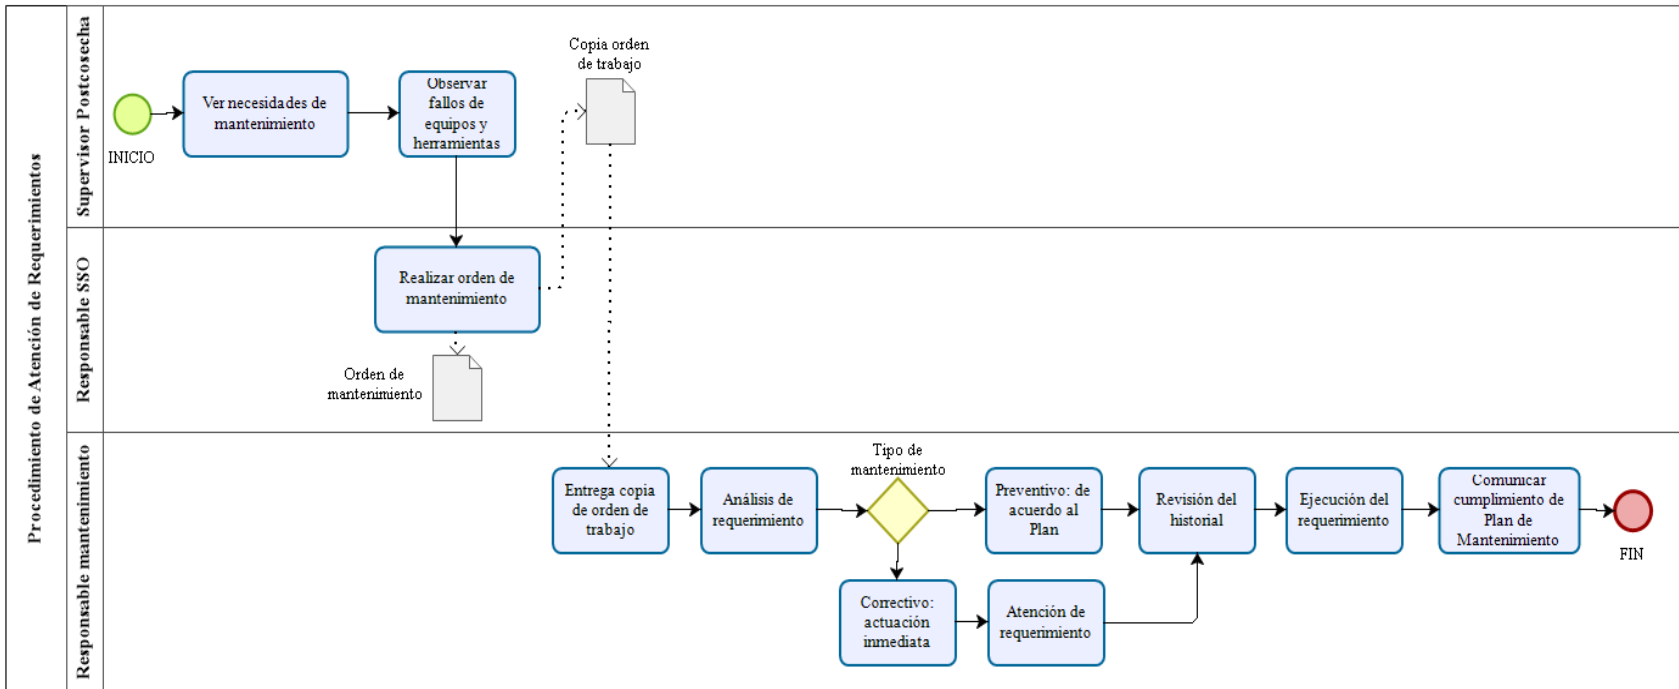 Procedimiento de Atención de Requerimientos
Supervisor Postcosecha
INICIO
Ver necesidades de
mantenimiento
Observar
fallos de
equipos y
herramientas
Copia orden
de trabajo
Responsable SSO
Realizar orden de
mantenimiento
Orden de
mantenimiento
Responsable mantenimiento
Entrega copia
de orden de
trabajo
Análisis de
requerimiento
Tipo de
mantenimiento
Preventivo: de
acuerdo al
Plan
Revisión del
historial
Ejecución del
requerimiento
Comunicar
cumplimiento de
Plan de
Mantenimiento
FIN
Correctivo:
actuación
inmediata
Atención de
requerimiento